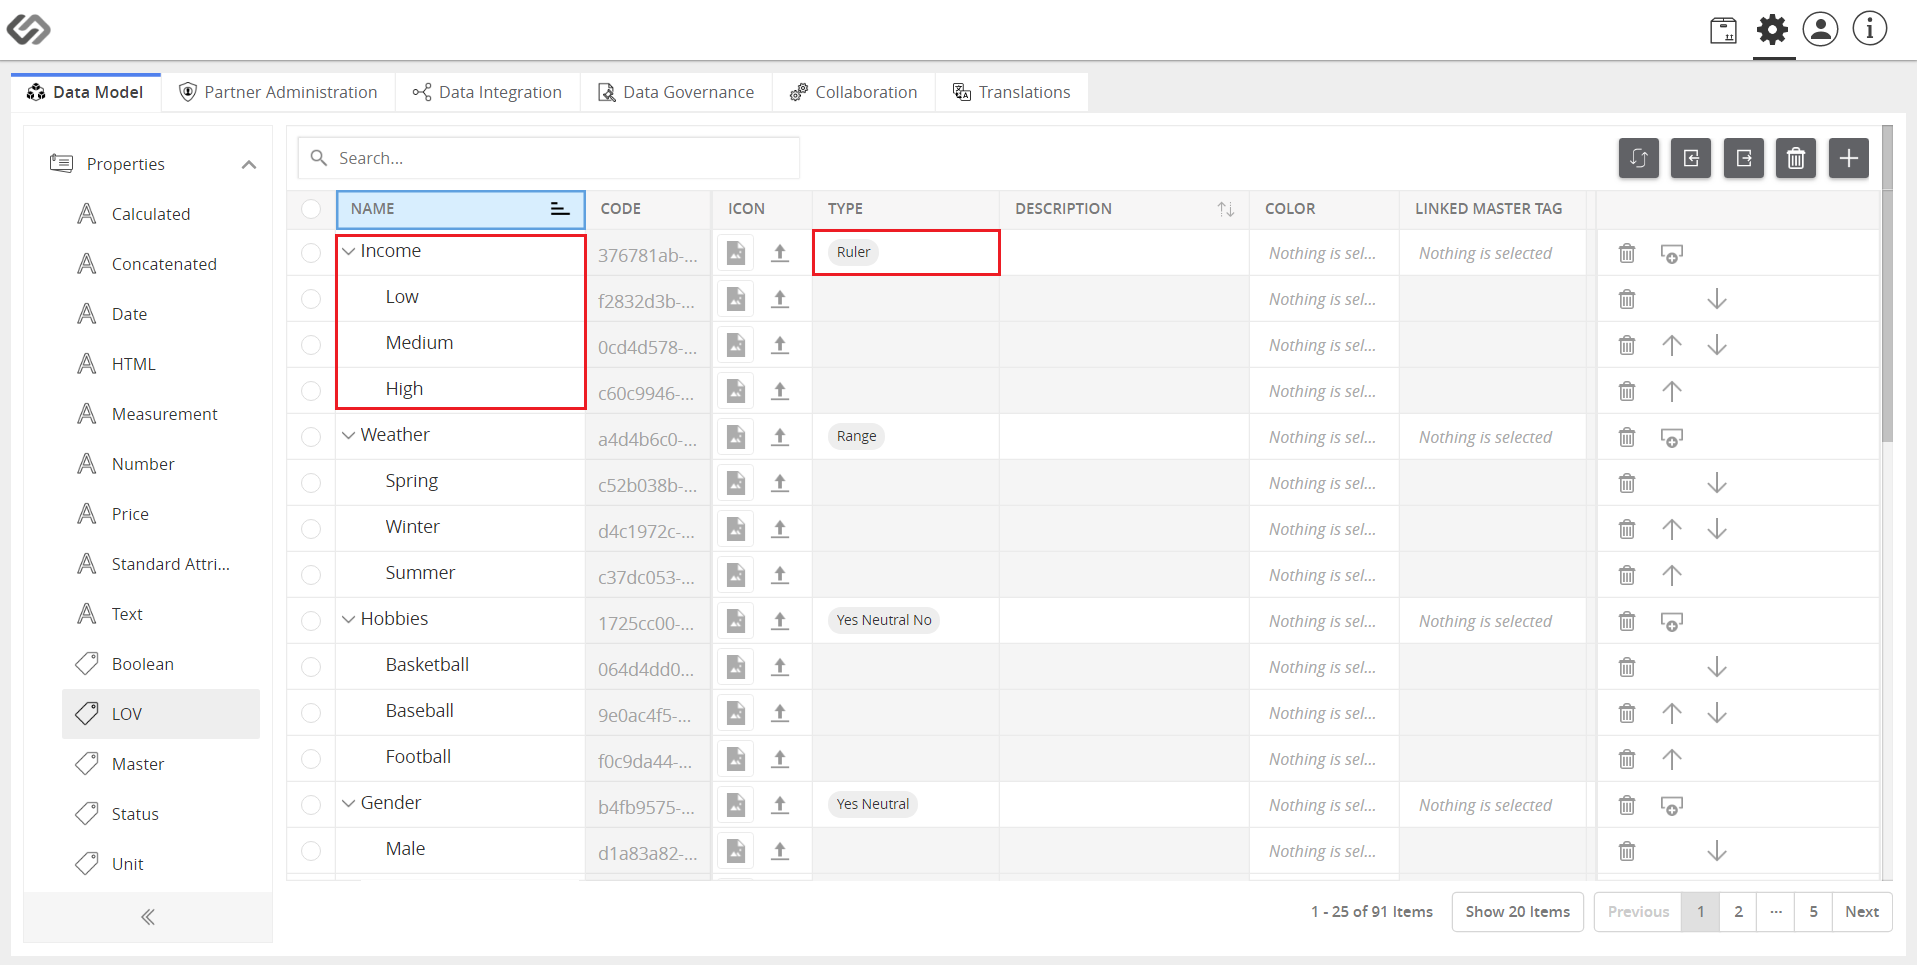 Data Model
Partner Administration
Data Integration
Data Governance
Collaboration
Translations
Properties
Calculated
Concatenated
Date
HTML
Measurement
Number
Price
Standard Attri...
Text
Boolean
LOV
Master
Status
Unit
Search...
NAME CODE ICON TYPE DESCRIPTION COLOR LINKED MASTER TAG
Income 376781ab-... Ruler Nothing is sel... Nothing is selected
Low f2832d3b-... Nothing is sel...
Medium 0cd4d578-... Nothing is sel...
High c60c9946-... Nothing is sel...
Weather a4d4b6c0-... Range Nothing is sel... Nothing is selected
Spring c52b038b-... Nothing is sel...
Winter d4c1972c-... Nothing is sel...
Summer c37dc053-... Nothing is sel...
Hobbies 1725cc00-... Yes Neutral No Nothing is sel... Nothing is selected
Basketball 064d4dd0... Nothing is sel...
Baseball 9e0ac4f5-... Nothing is sel...
Football f0c9da44-... Nothing is sel...
Gender b4fb9575-... Yes Neutral Nothing is sel... Nothing is selected
Male d1a83a82-... Nothing is sel...
1 - 25 of 91 Items Show 20 Items Previous 1 2 ... 5 Next